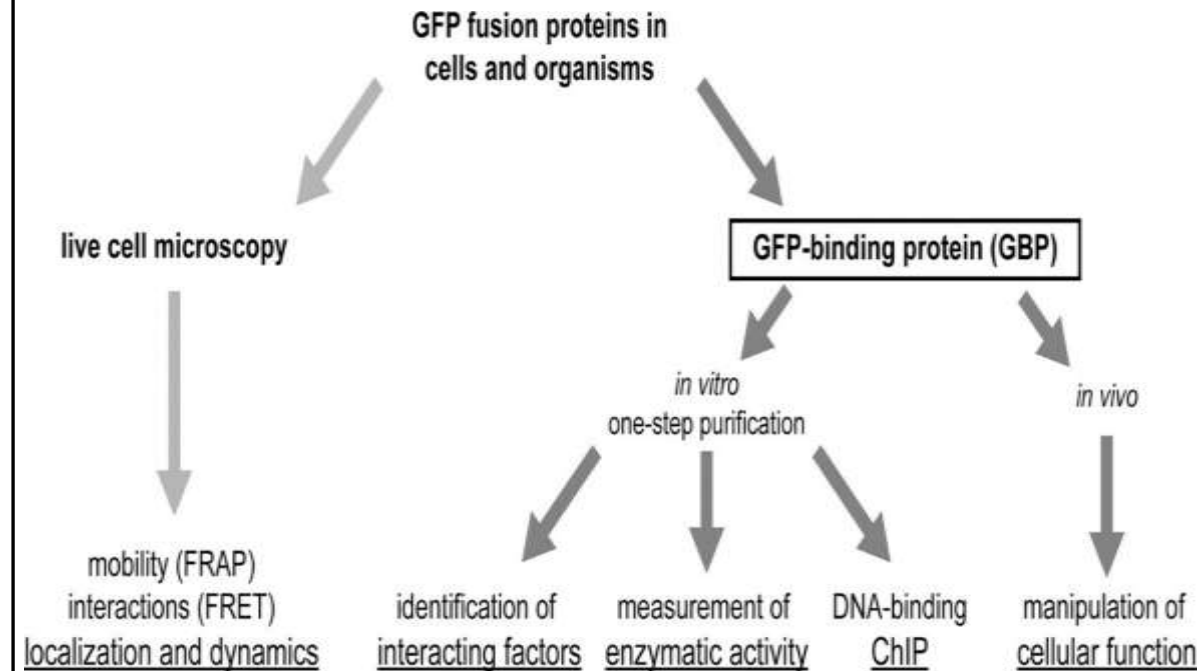 GFP fusion proteins in
cells and organisms
live cell microscopy
GFP-binding protein (GBP)
in vitro
one-step purification
in vivo
mobility (FRAP)
interactions (FRET)
localization and dynamics
identification of
interacting factors
measurement of
enzymatic activity
DNA-binding
ChIP
manipulation of
cellular function